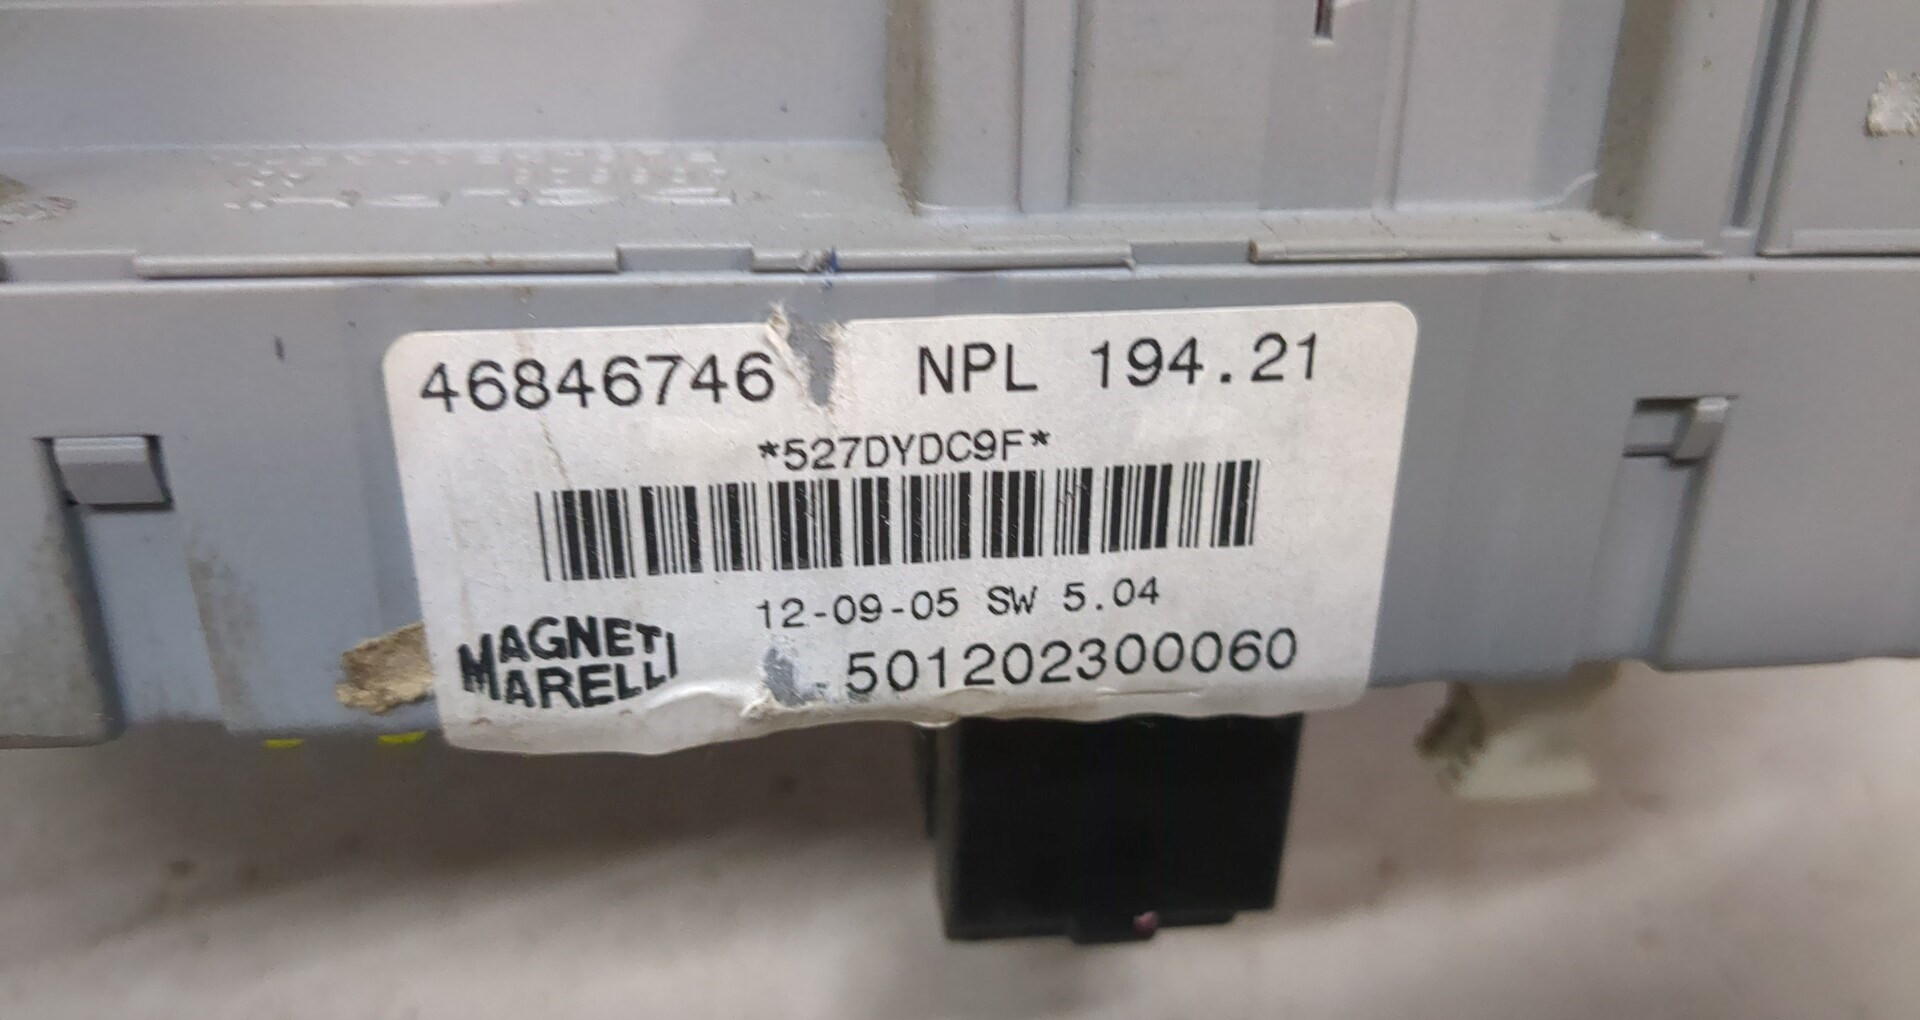 46846746 NPL 194.21
*527DYDC9F*
12-09-05 SW 5.04
MAGNETI
MARELLI
501202300060